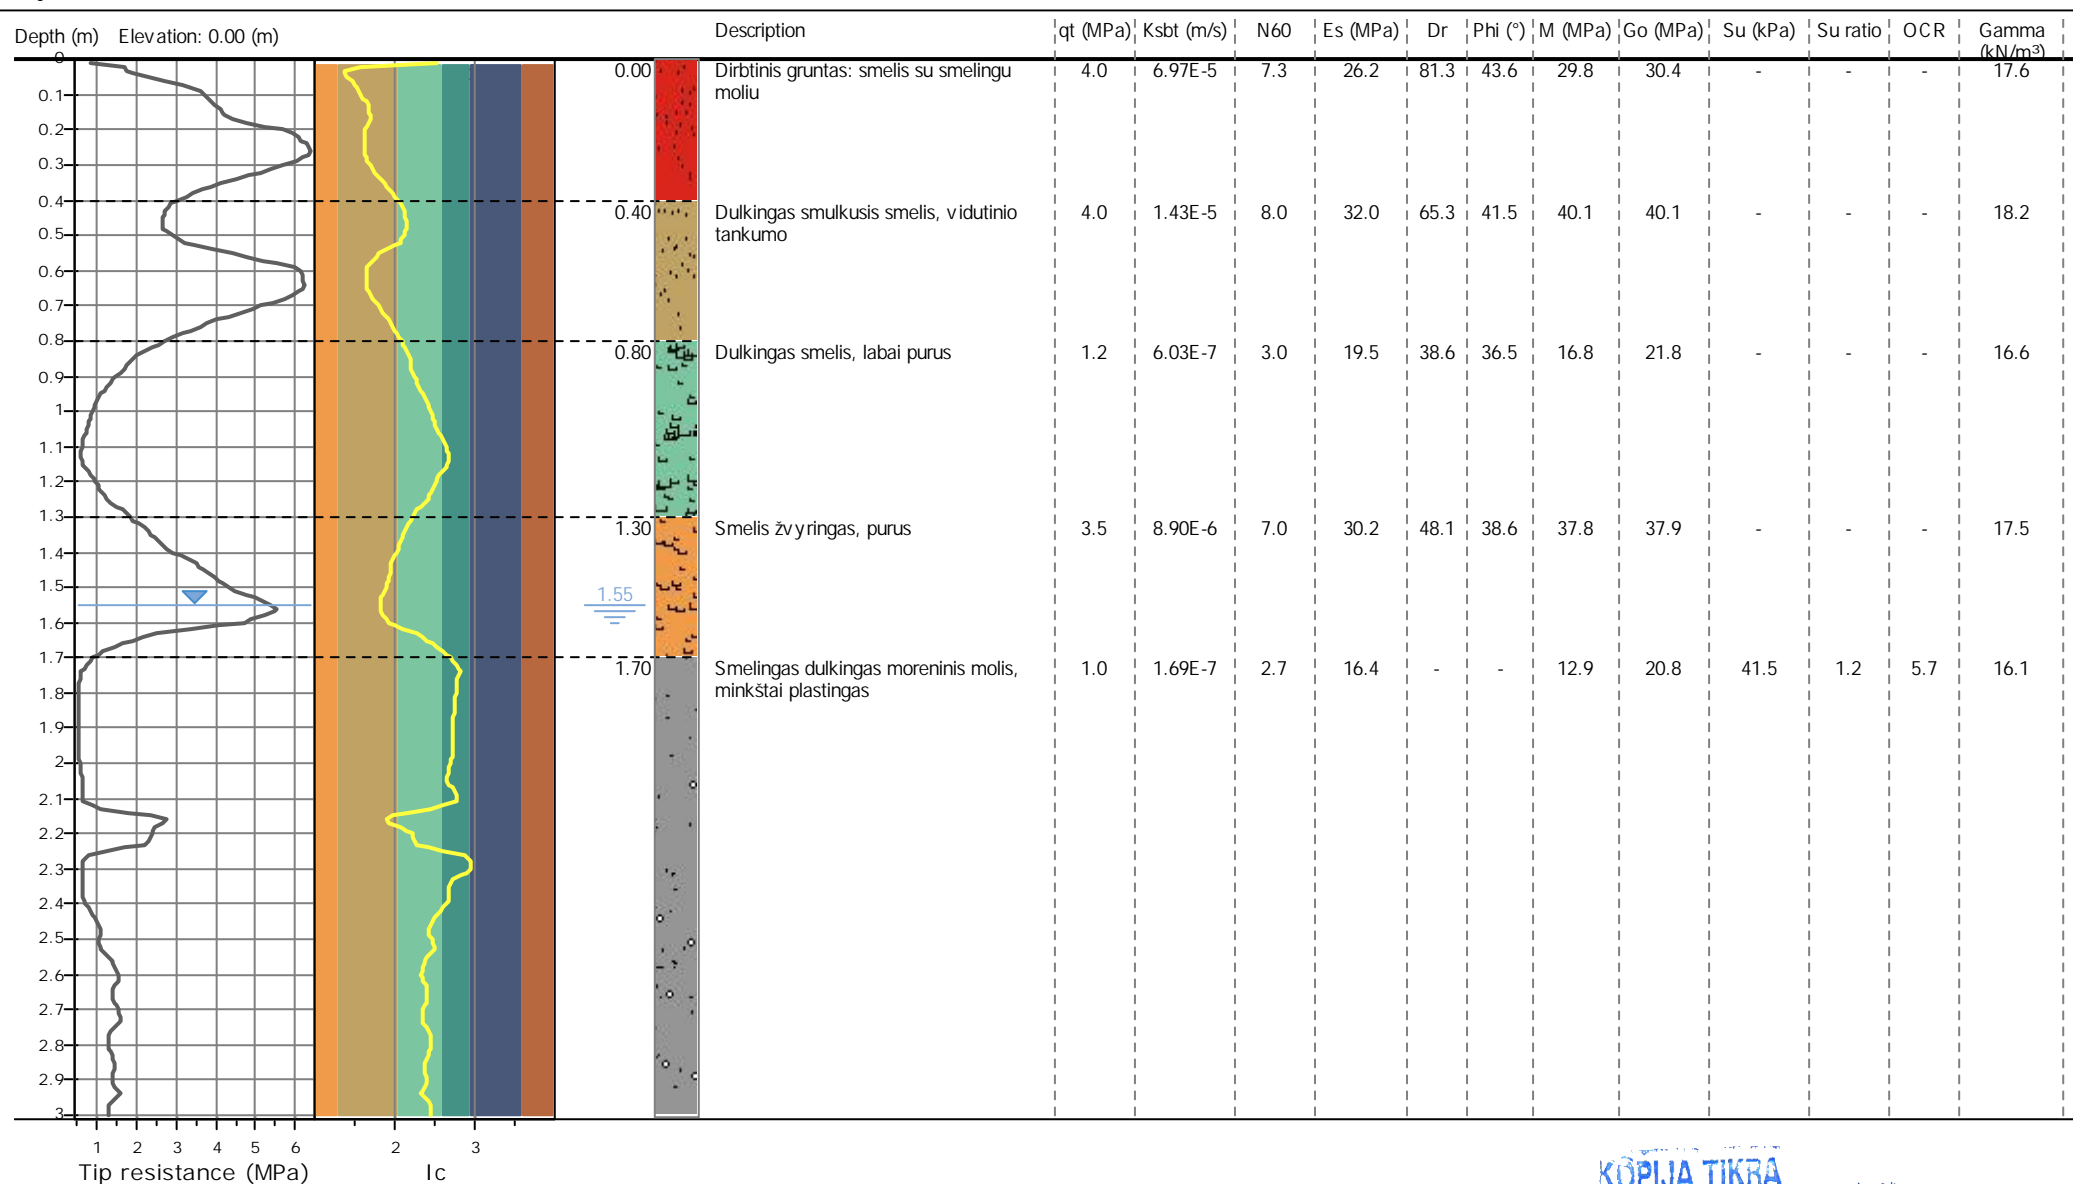 Depth (m) Elevation: 0.00 (m)
Description qt (MPa) Ksbt (m/s) N60 Es (MPa) Dr Phi (°) M (MPa) Go (MPa) Su (kPa) Su ratio OCR Gamma (kN/m³)
0
0.00 Dirbtinis gruntas: smelis su smelingu 4.0 6.97E-5 7.3 26.2 81.3 43.6 29.8 30.4 - - - 17.6
moliu
0.1
0.2
0.3
0.4
0.40 Dulkingas smulkusis smelis, vidutinio 4.0 1.43E-5 8.0 32.0 65.3 41.5 40.1 40.1 - - - 18.2
tankumo
0.5
0.6
0.7
0.8
0.80 Dulkingas smelis, labai purus 1.2 6.03E-7 3.0 19.5 38.6 36.5 16.8 21.8 - - - 16.6
0.9
1
1.1
1.2
1.3
1.30 Smelis žvyringas, purus 3.5 8.90E-6 7.0 30.2 48.1 38.6 37.8 37.9 - - - 17.5
1.4
1.5
1.55
1.6
1.7
1.70 Smelingas dulkingas moreninis molis, 1.0 1.69E-7 2.7 16.4 - - 12.9 20.8 41.5 1.2 5.7 16.1
minkštai plastingas
1.8
1.9
2
2.1
2.2
2.3
2.4
2.5
2.6
2.7
2.8
2.9
3
1 2 3 4 5 6 2 3
Tip resistance (MPa) Ic
KOPIJA TIKRA